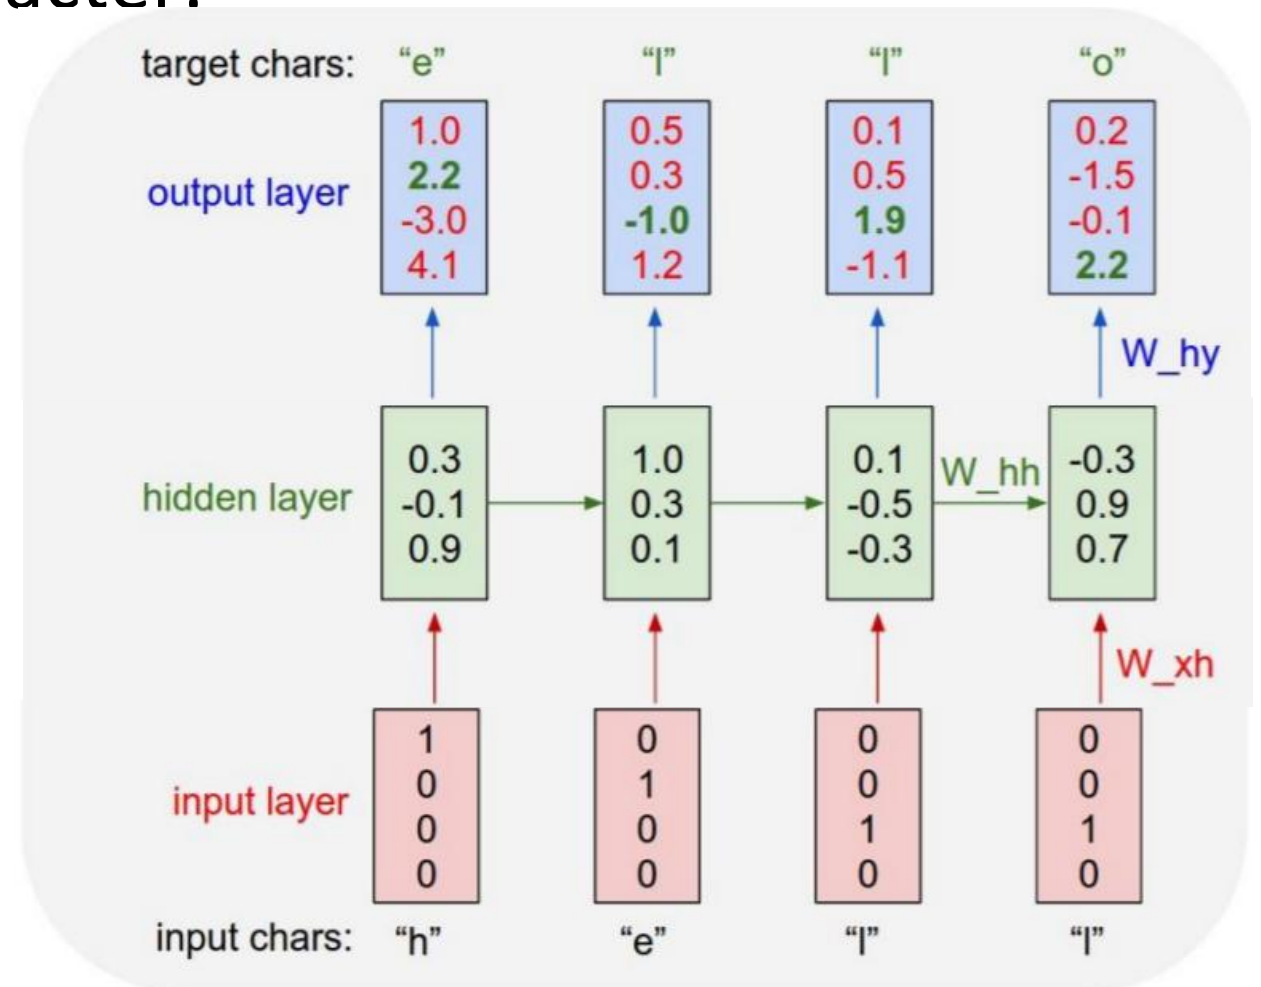 acter.
target chars: “e” “l” “l” “o”
1.0 0.5 0.1 0.2
2.2 0.3 0.5 -1.5
output layer
-3.0 -1.0 1.9 -0.1
4.1 1.2 -1.1 2.2
W_hy
0.3 1.0 0.1 -0.3
W_hh
hidden layer -0.1 0.3 -0.5 0.9
0.9 0.1 -0.3 0.7
W_xh
1 0 0 0
0 1 0 0
input layer
0 0 1 1
0 0 0 0
input chars: “h” “e” “l” “l”